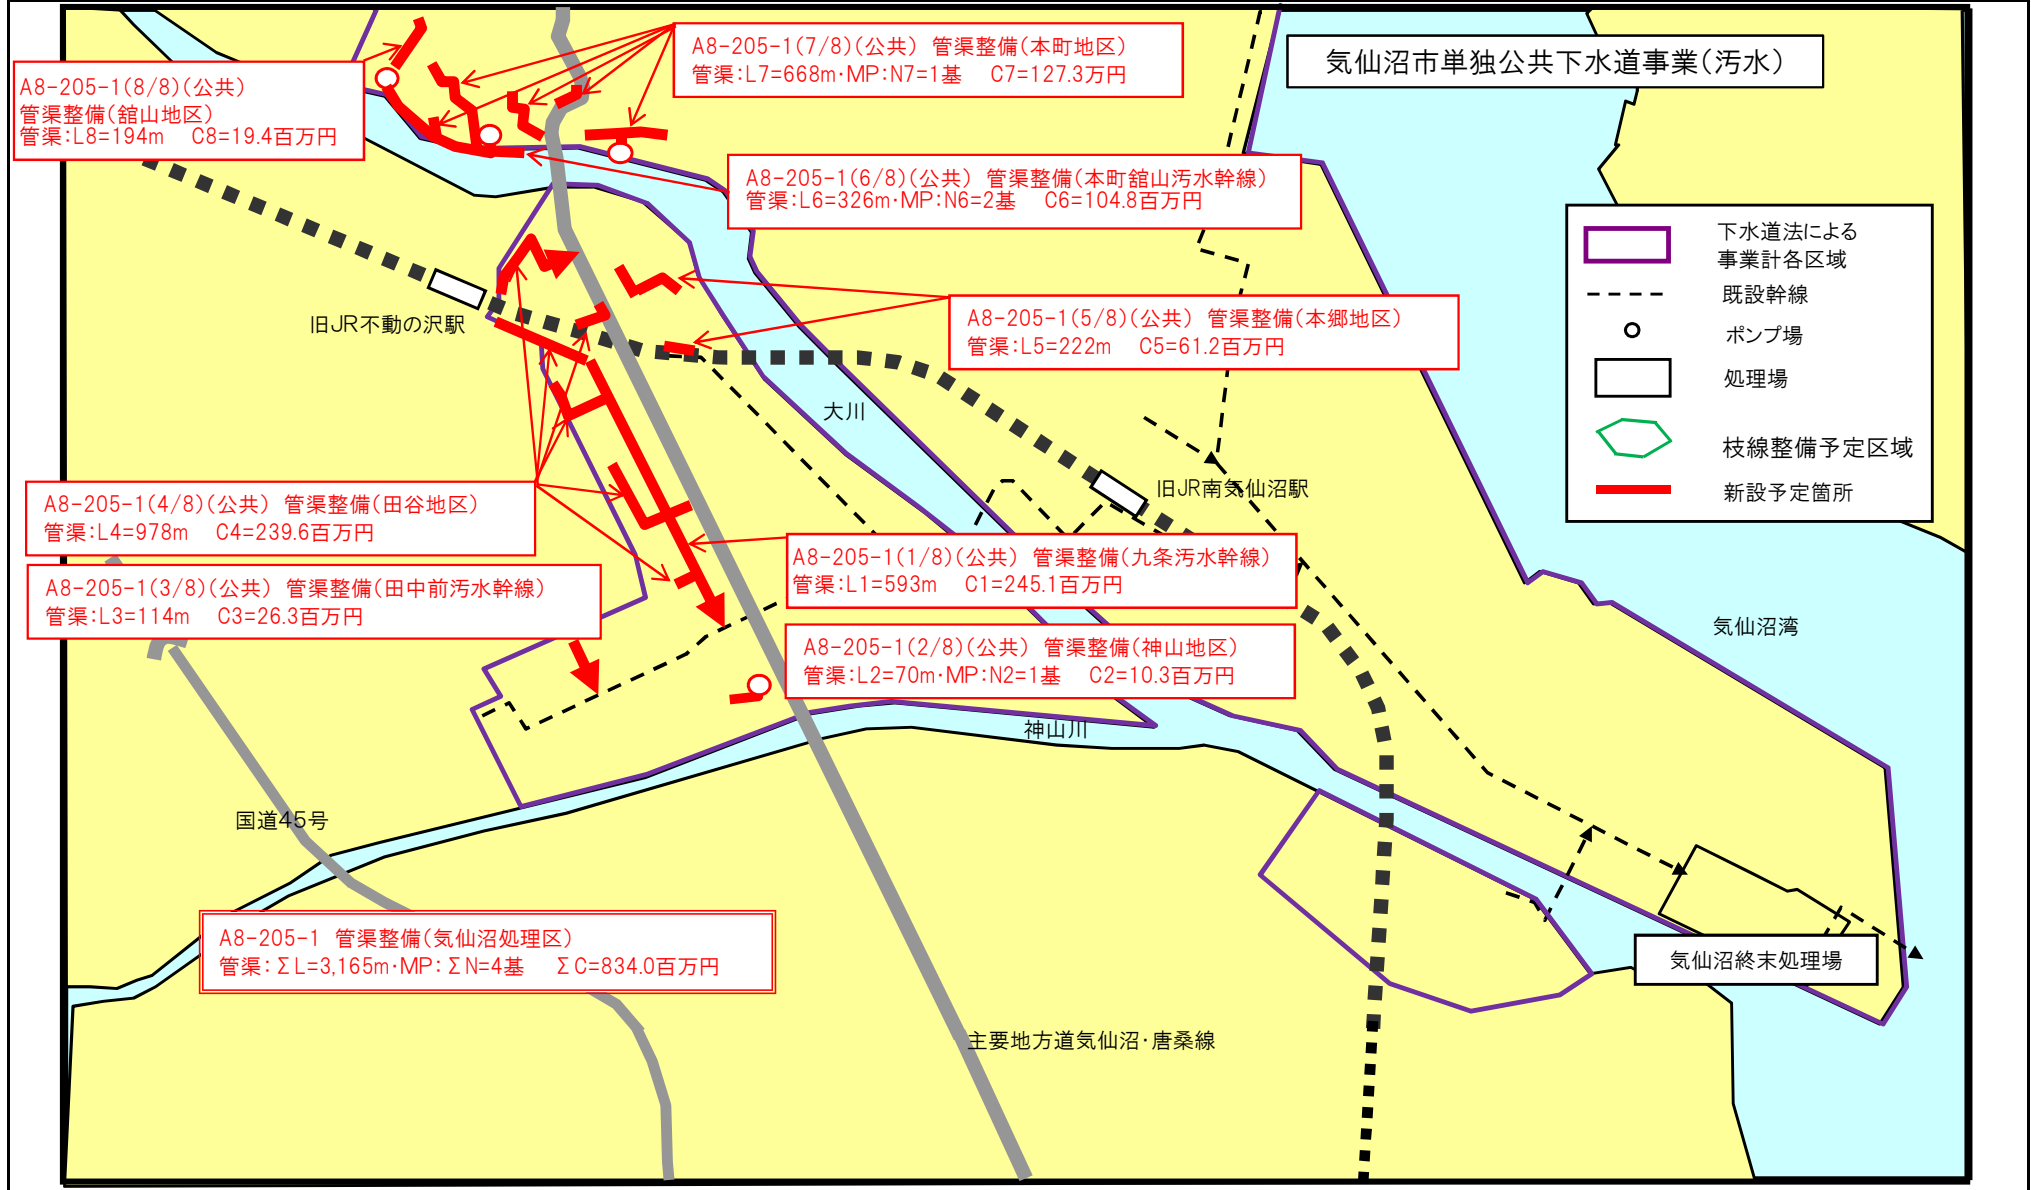 気仙沼市単独公共下水道事業(汚水)
A8-205-1(7/8)(公共) 管渠整備(本町地区)
管渠:L7=668m・MP:N7=1基 C7=127.3万円
A8-205-1(8/8)(公共)
管渠整備(舘山地区)
管渠:L8=194m C8=19.4百万円
A8-205-1(6/8)(公共) 管渠整備(本町舘山汚水幹線)
管渠:L6=326m・MP:N6=2基 C6=104.8百万円
下水道法による
事業計各区域
既設幹線
ポンプ場
処理場
枝線整備予定区域
新設予定箇所
旧JR不動の沢駅
A8-205-1(5/8)(公共) 管渠整備(本郷地区)
管渠:L5=222m C5=61.2百万円
大川
旧JR南気仙沼駅
A8-205-1(4/8)(公共) 管渠整備(田谷地区)
管渠:L4=978m C4=239.6百万円
A8-205-1(1/8)(公共) 管渠整備(九条汚水幹線)
管渠:L1=593m C1=245.1百万円
A8-205-1(3/8)(公共) 管渠整備(田中前汚水幹線)
管渠:L3=114m C3=26.3百万円
A8-205-1(2/8)(公共) 管渠整備(神山地区)
管渠:L2=70m・MP:N2=1基 C2=10.3百万円
気仙沼湾
神山川
国道45号
A8-205-1 管渠整備(気仙沼処理区)
管渠:ΣL=3,165m・MP:ΣN=4基 ΣC=834.0百万円
気仙沼終末処理場
主要地方道気仙沼・唐桑線